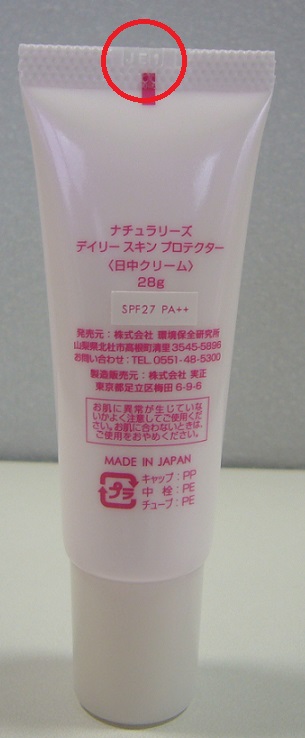 ナチュラリーズ
デイリー スキン プロテクター
〈日中クリーム〉
28g
SPF27 PA++
発売元：株式会社 環境保全研究所
山梨県北杜市高根町清里 3545-5896
お問い合わせ：TEL. 0551-48-5300
製造販売元：株式会社 実正
東京都足立区梅田 6-9-6
お肌に異常が生じていな
いかよく注意してご使用くだ
さい。お肌に合わないときは、
ご使用をおやめください。
MADE IN JAPAN
プラ
キャップ：PP
中 栓：PE
チューブ：PE